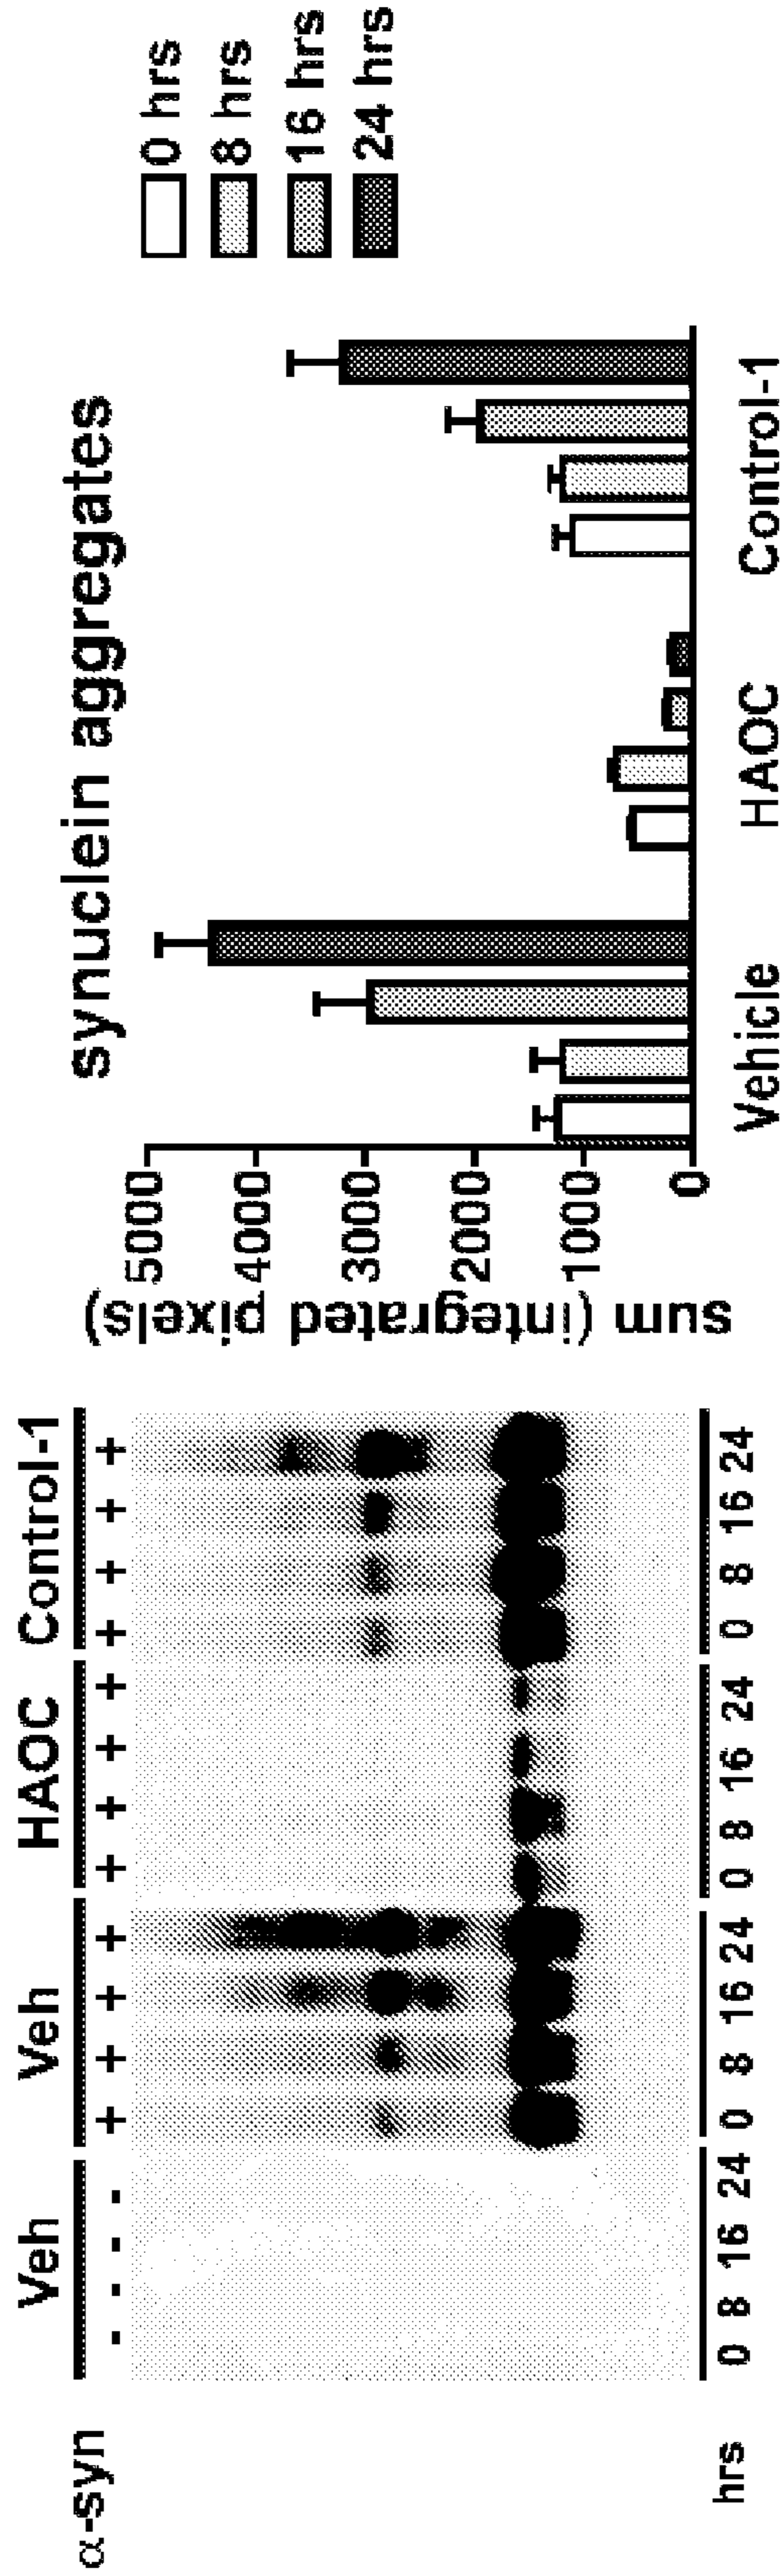 Veh Veh HAOC Control-1
α-syn - - - - + + + + + + + + + + + +
hrs 0 8 16 24 0 8 16 24 0 8 16 24 0 8 16 24
synuclein aggregates
sum (integrated pixels)
5000
4000
3000
2000
1000
0
Vehicle HAOC Control-1
0 hrs
8 hrs
16 hrs
24 hrs